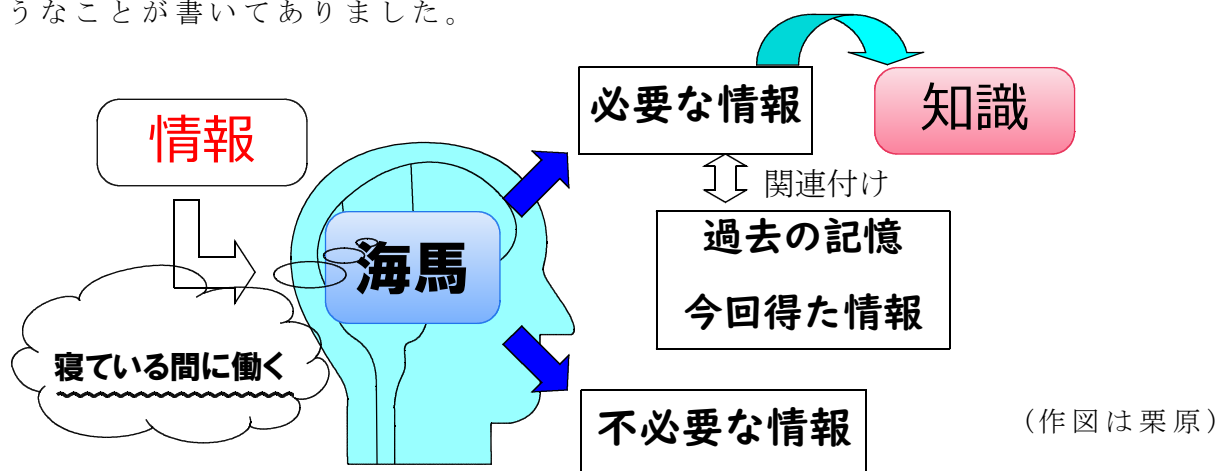 うなことが書いてありました。
情報
海馬
寝ている間に働く
必要な情報
知識
関連付け
過去の記憶
今回得た情報
不必要な情報
(作図は栗原)